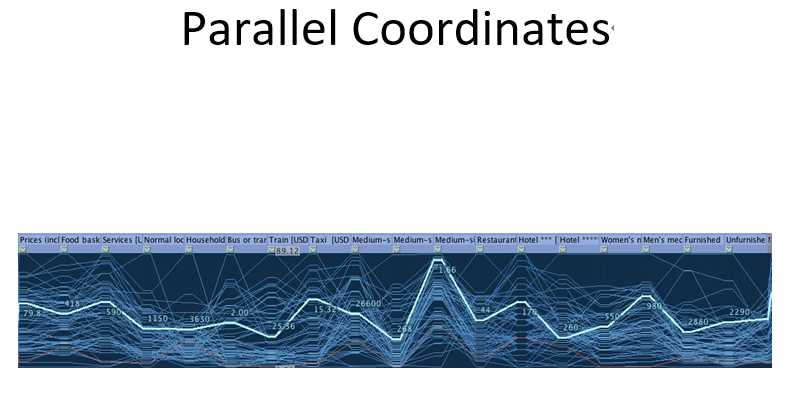 Parallel Coordinates
Prices (incl Food bask Services [U Normal loc Household Bus or trar Train [USD Taxi [USD Medium-s Medium-s Medium-si Restaurant Hotel *** [ Hotel **** Women's n Men's mec Furnished Unfurnishe
89.12
79.8 418 590 1150 3630 2.00 25.36 15.32 26600 268 1.66 44 170 260 550 980 2880 2290